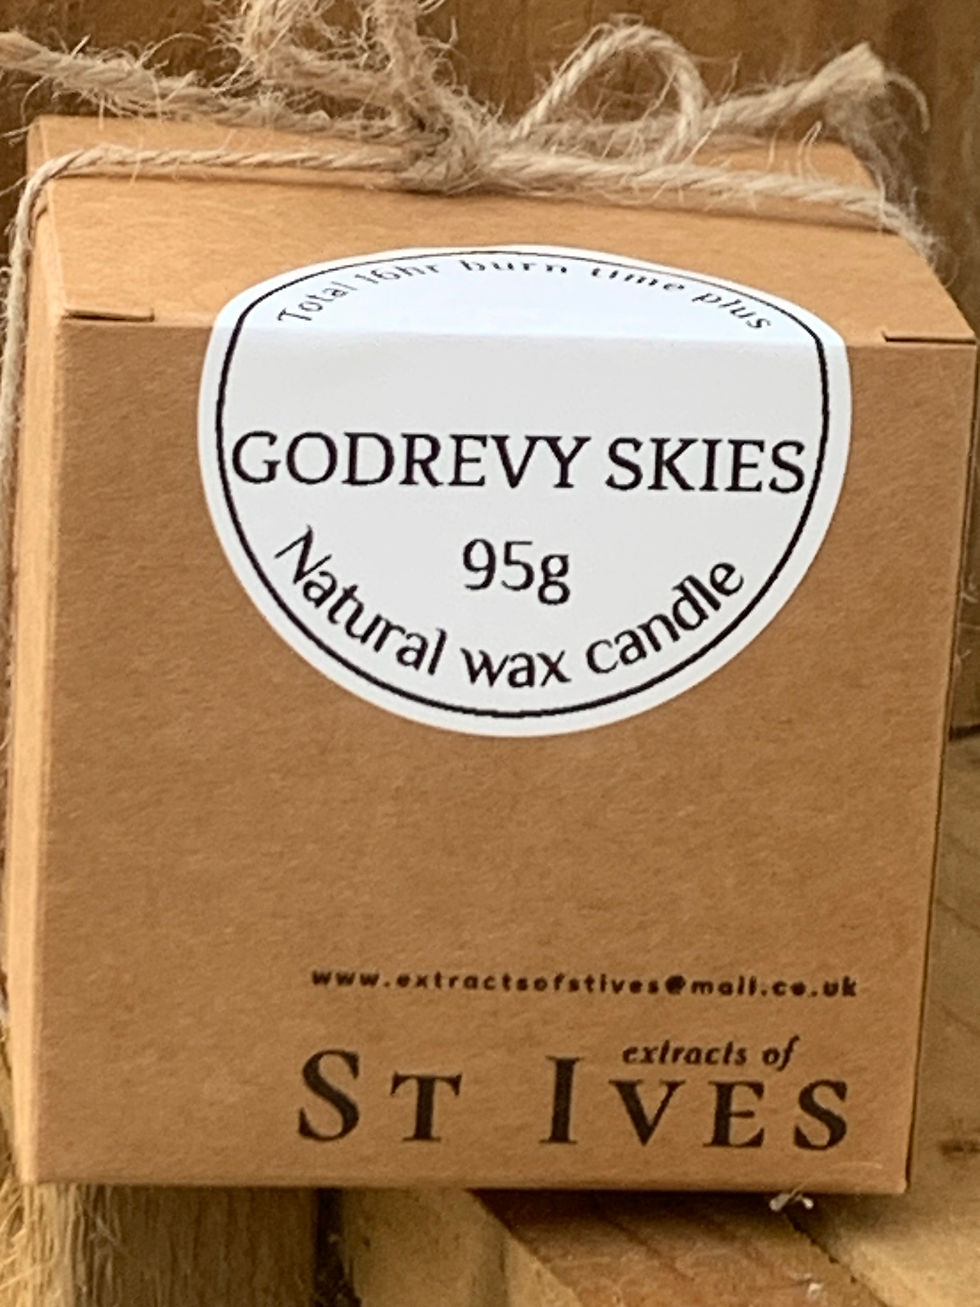 Total 16hr burn time plus
GODREVY SKIES
95g
Natural wax candle
www.extractsofstives@mail.co.uk
extracts of
ST IVES